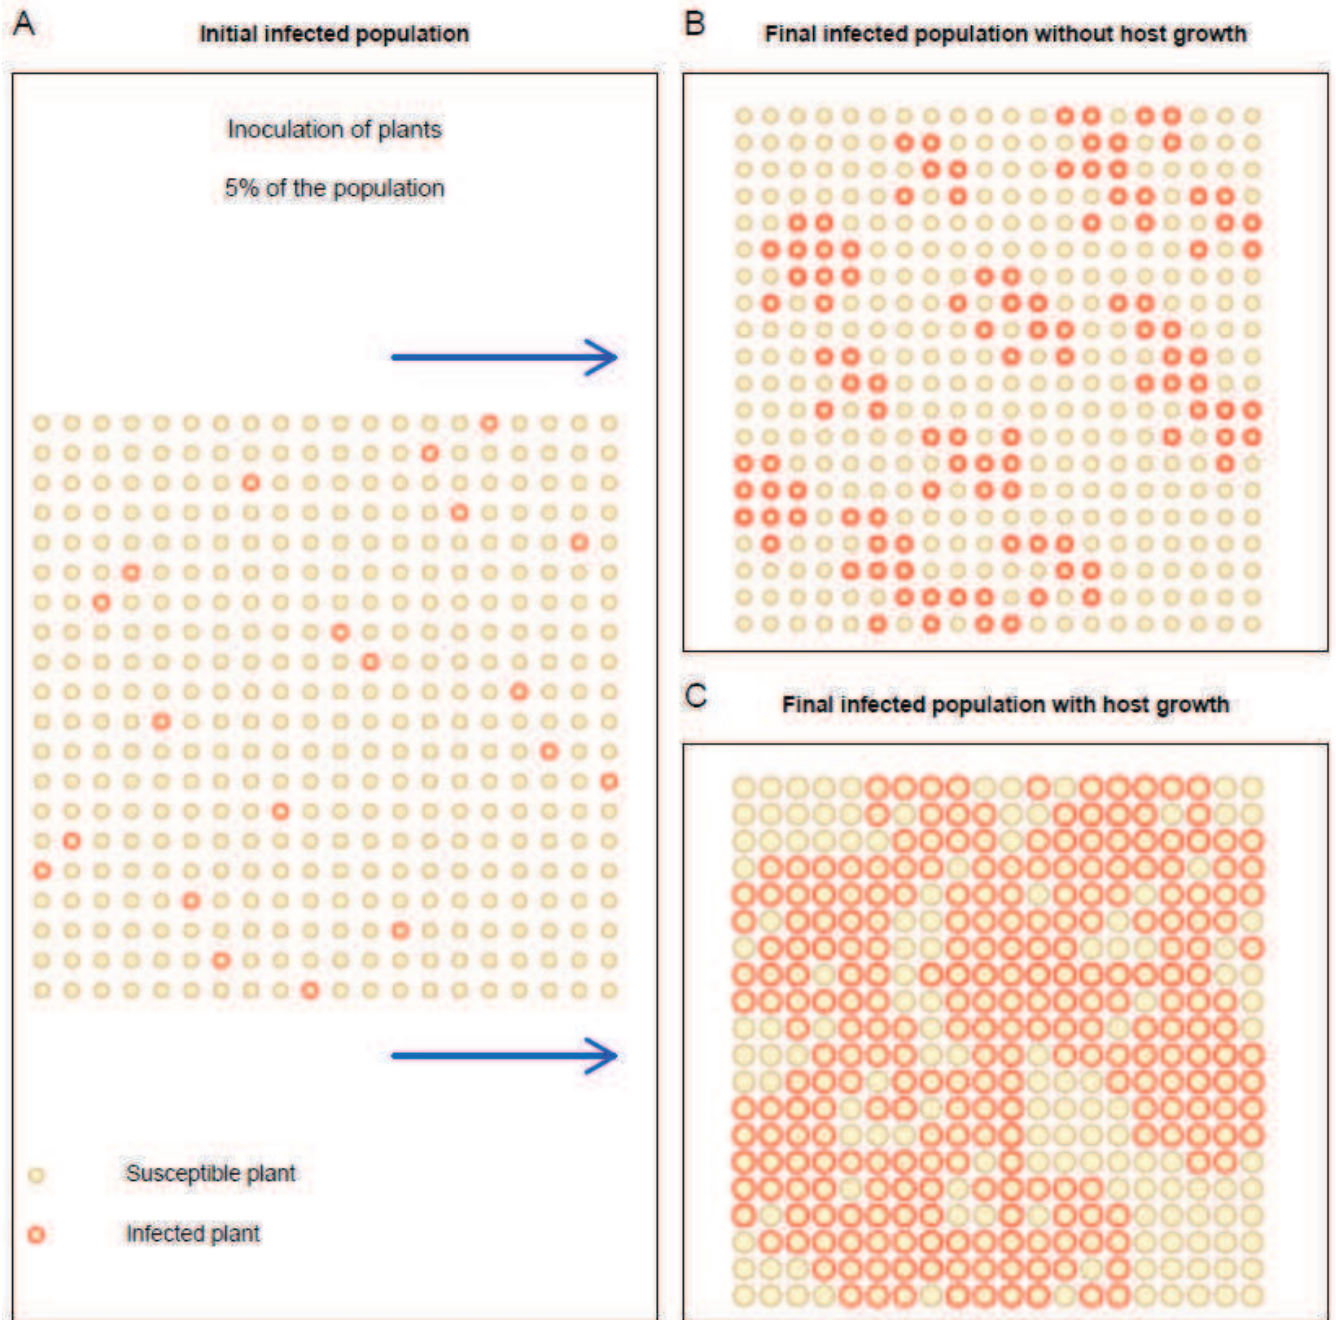 A
Initial infected population
Inoculation of plants
5% of the population
Susceptible plant
Infected plant
B
Final infected population without host growth
C
Final infected population with host growth